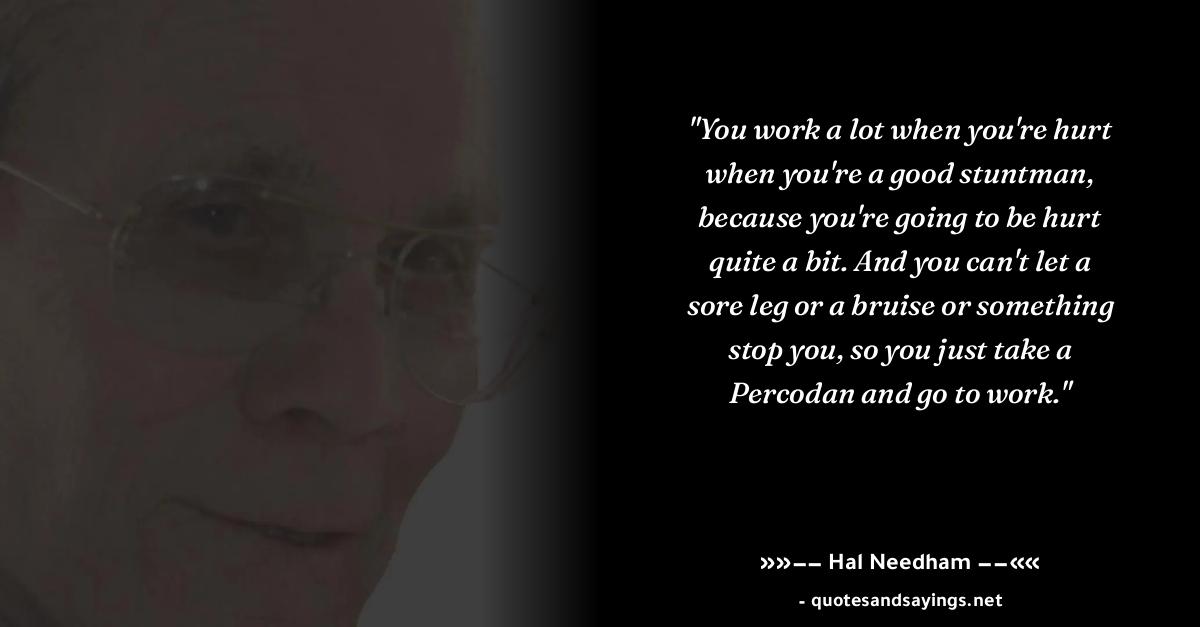 "You work a lot when you're hurt
when you're a good stuntman,
because you're going to be hurt
quite a bit. And you can't let a
sore leg or a bruise or something
stop you, so you just take a
Percodan and go to work."
»»−− Hal Needham −−««
- quotesandsayings.net